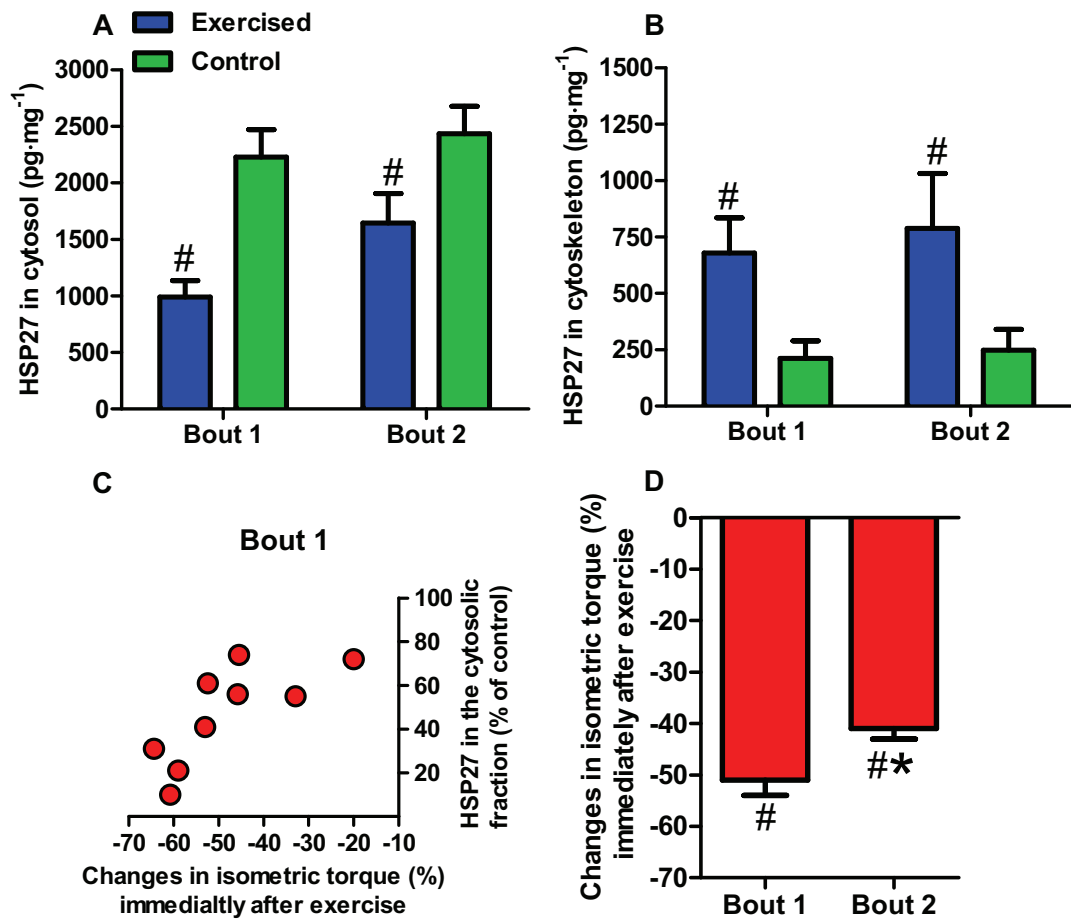 A
Exercised
Control
HSP27 in cytosol (pg·mg⁻¹)
3000
2500
2000
1500
1000
500
0
#
#
Bout 1
Bout 2
B
HSP27 in cytoskeleton (pg·mg⁻¹)
1500
1250
1000
750
500
250
0
#
#
Bout 1
Bout 2
C
Bout 1
100
80
60
40
20
HSP27 in the cytosolic
fraction (% of control)
-70 -60 -50 -40 -30 -20 -10
Changes in isometric torque (%)
immedialtly after exercise
D
Changes in isometric torque (%)
immediately after exercise
0
-10
-20
-30
-40
-50
-60
-70
#
#*
Bout 1
Bout 2